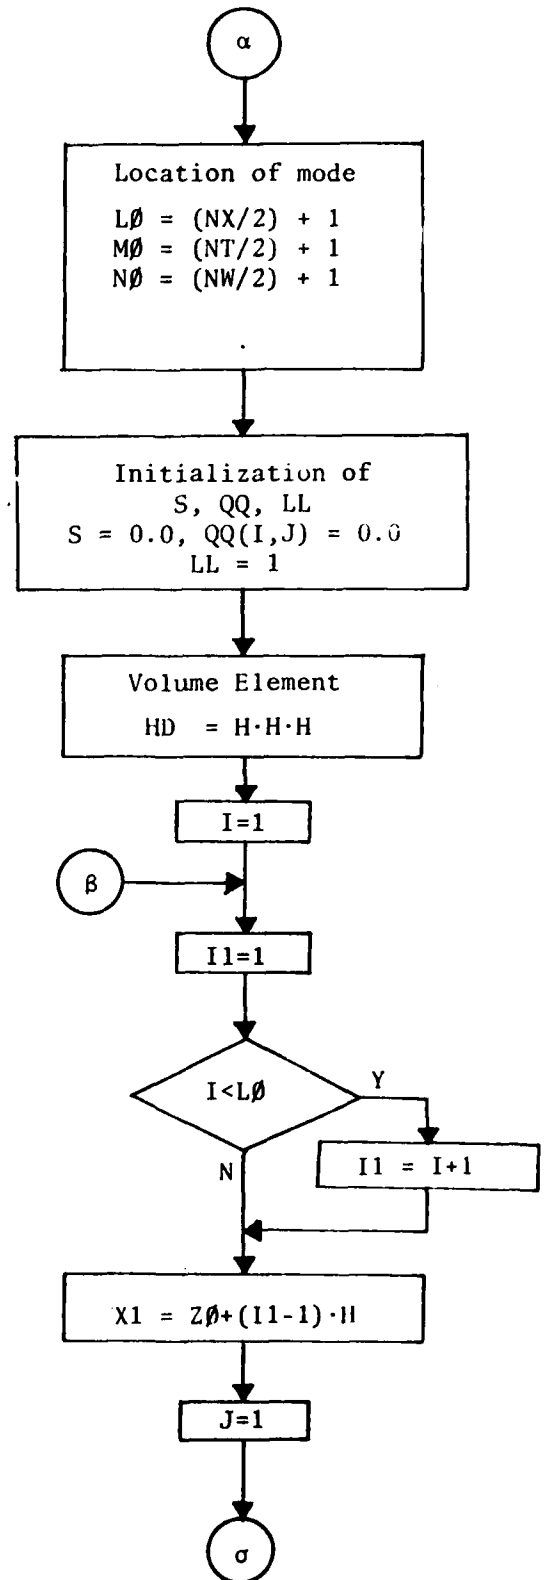 α
Location of mode
LØ = (NX/2) + 1
MØ = (NT/2) + 1
NØ = (NW/2) + 1
Initialization of
S, QQ, LL
S = 0.0, QQ(I,J) = 0.0
LL = 1
Volume Element
HD = H·H·H
I=1
β
I1=1
I<LØ
Y
N
I1 = I+1
X1 = ZØ+(I1-1)·H
J=1
σ